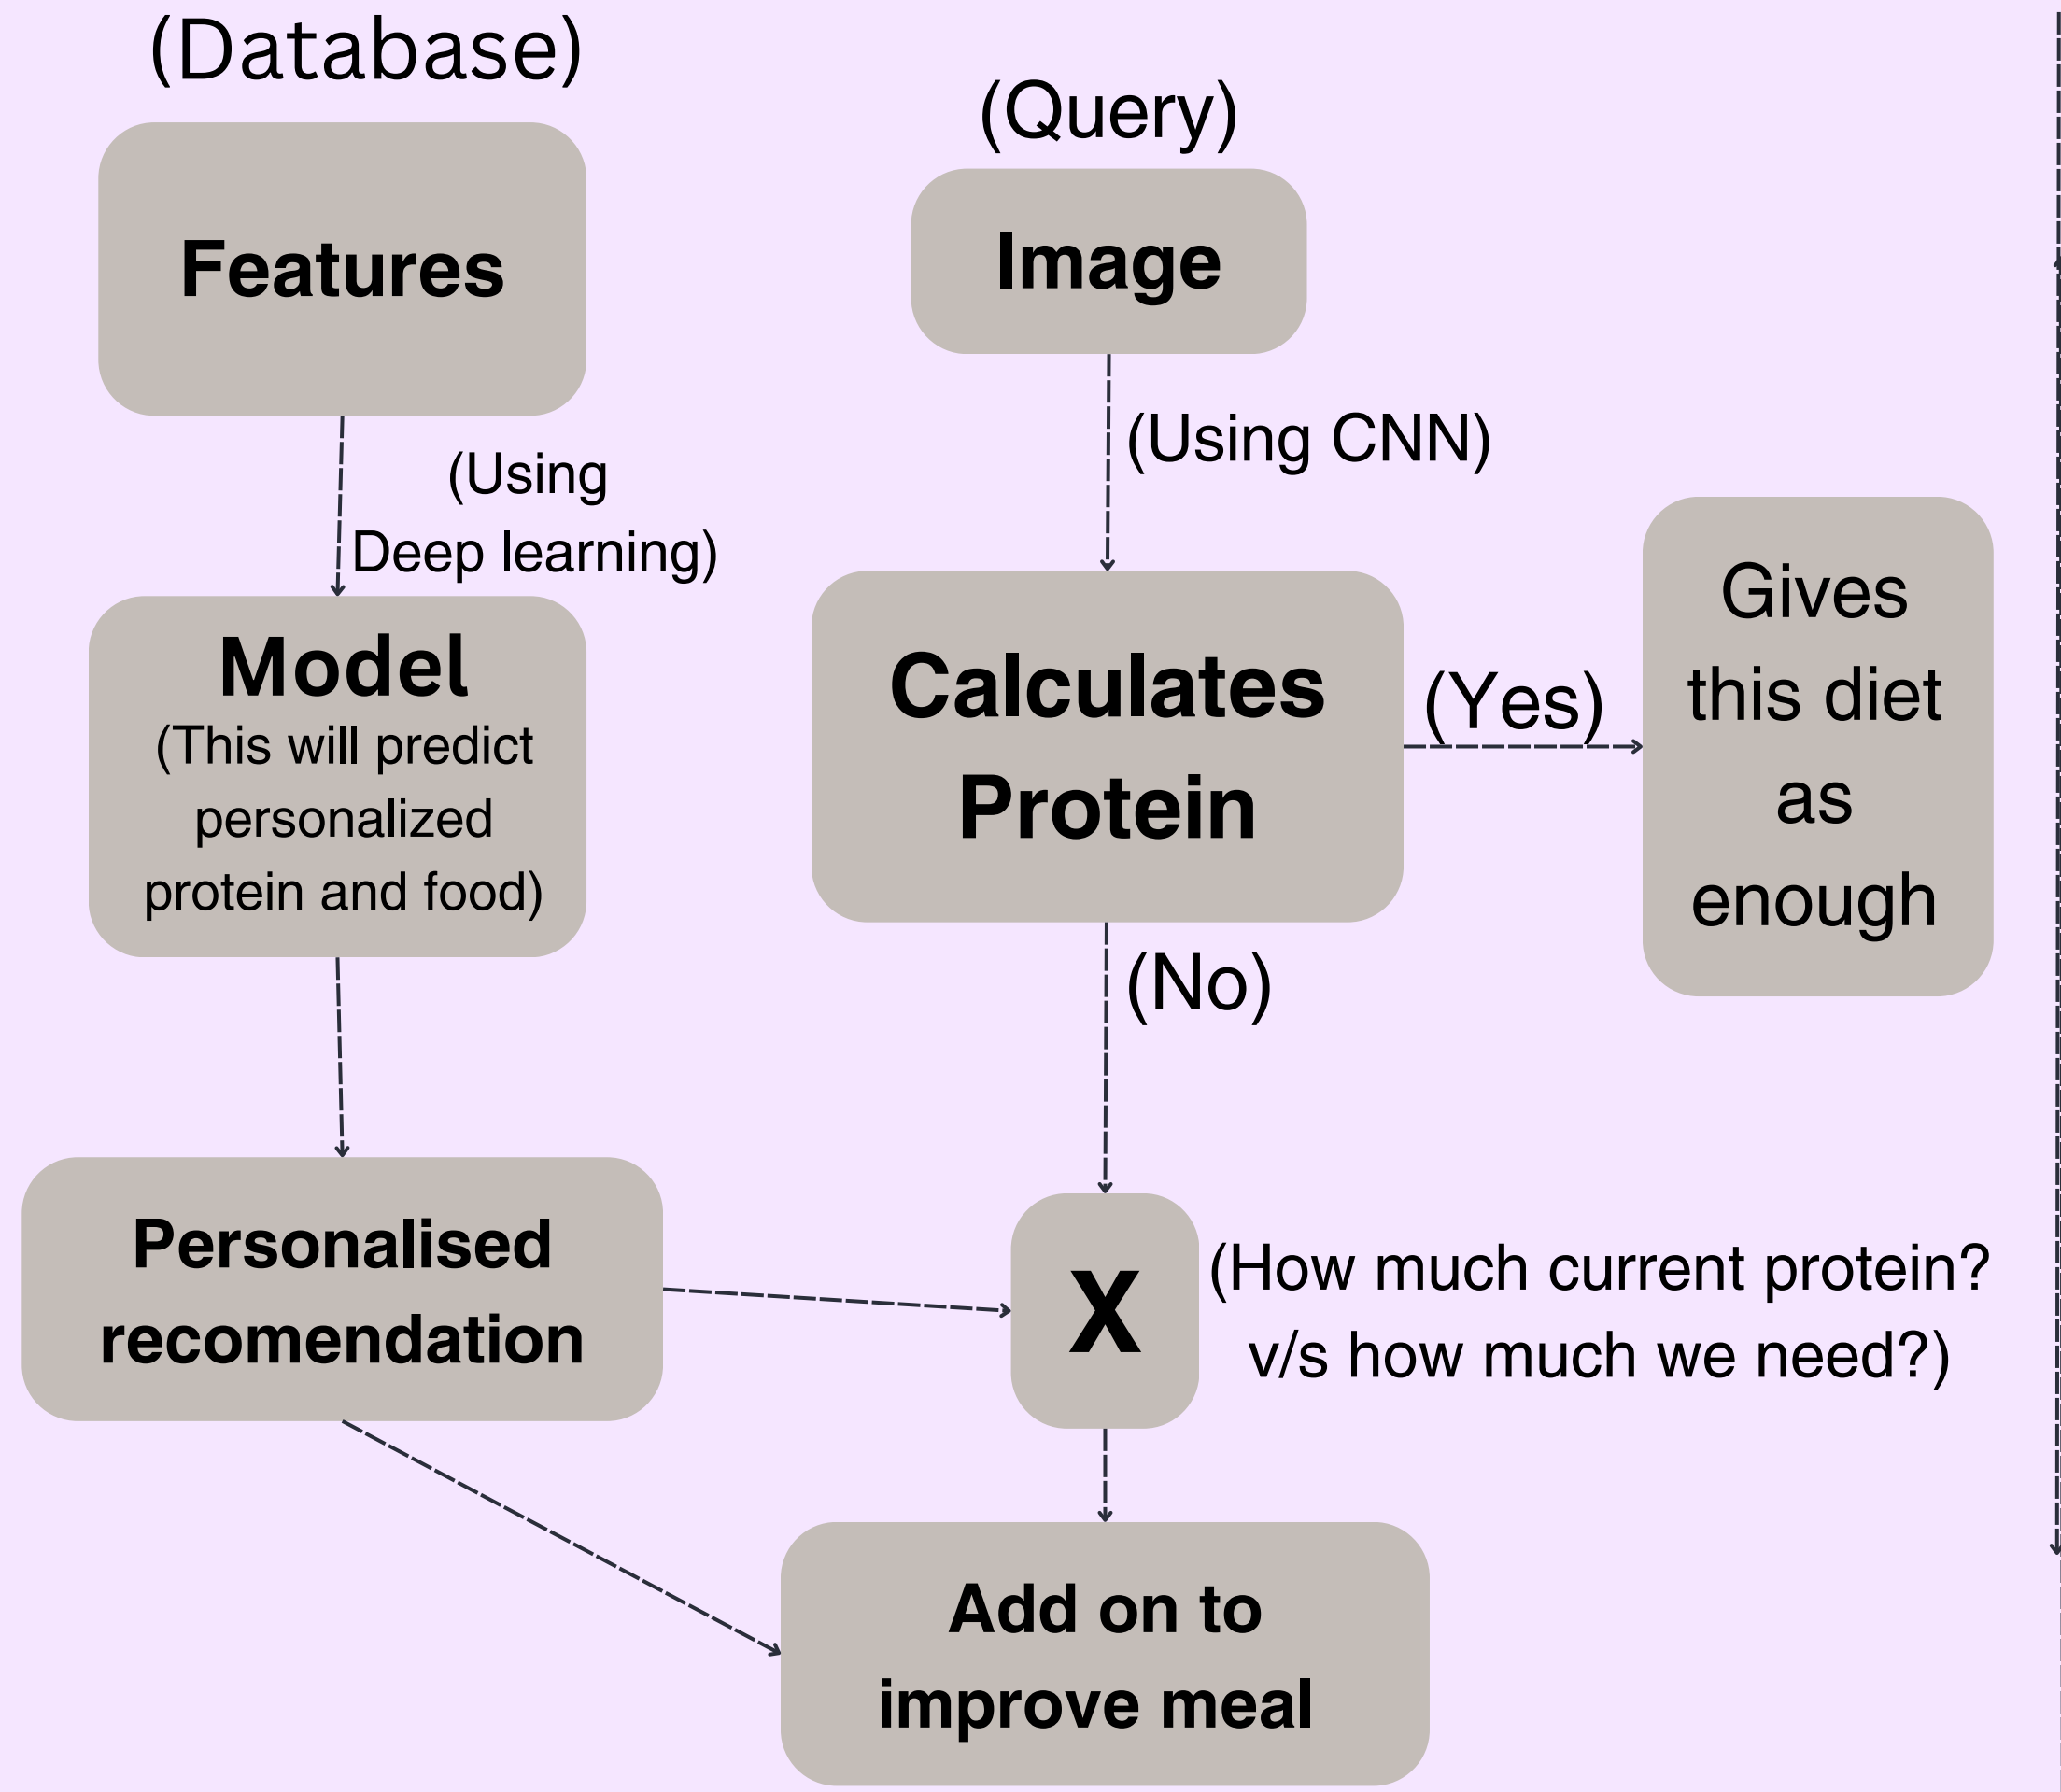 (Database)
Features
(Using
Deep learning)
Model
(This will predict
personalized
protein and food)
Personalised
recomendation
(Query)
Image
(Using CNN)
Calculates
Protein
(Yes)
Gives
this diet
as
enough
(No)
X
(How much current protein?
v/s how much we need?)
Add on to
improve meal